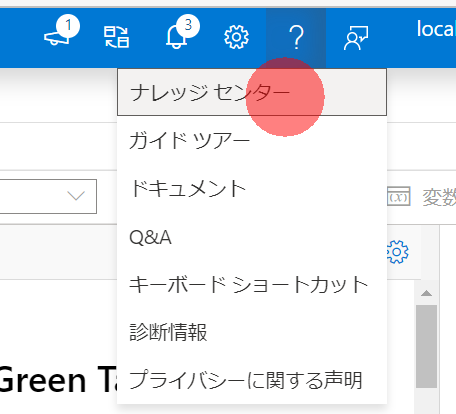 1
3
?
local
ナレッジ センター
ガイド ツアー
ドキュメント
(x) 変数
Q&A
キーボード ショートカット
診断情報
Green Ta
プライバシーに関する声明